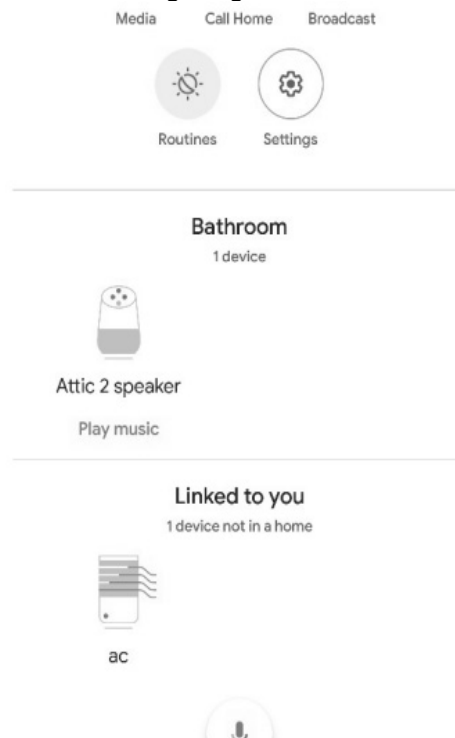 Media Call Home Broadcast
Routines Settings
Bathroom
1 device
Attic 2 speaker
Play music
Linked to you
1 device not in a home
ac